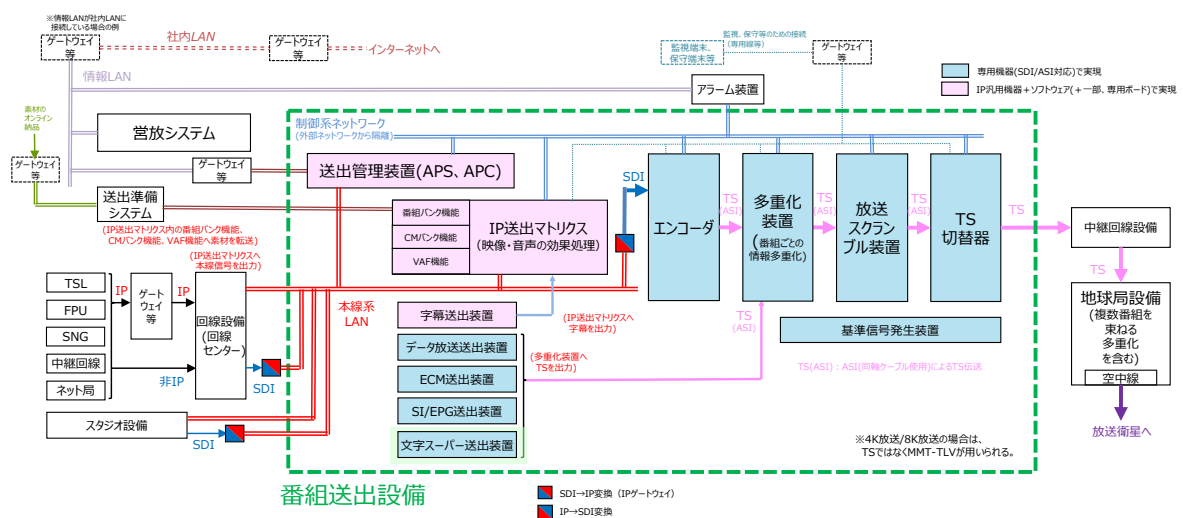 ※情報LANが社内LANに
接続している場合の例
ゲートウェイ
等
社内LAN
ゲートウェイ
等
インターネットへ
監視端末、
保守端末等
監視、保守等のための接続
(専用線等)
ゲートウェイ
等
情報LAN
アラーム装置
専用機器(SDI/ASI対応)で実現
IP汎用機器+ソフトウェア(+一部、専用ボード)で実現
素材の
オンライン
納品
営放システム
制御系ネットワーク
(外部ネットワークから隔離)
ゲートウェイ
等
ゲートウェイ
等
送出管理装置(APS、APC)
送出準備
システム
(IP送出マトリクス内の番組バンク機能、
CMバンク機能、VAF機能へ素材を転送)
番組バンク機能
CMバンク機能
VAF機能
IP送出マトリクス
(映像・音声の効果処理)
SDI
エンコーダ
TS
(ASI)
多重化
装置
(番組ごとの
情報多重化)
TS
(ASI)
放送
スクラン
ブル装置
TS
(ASI)
TS
切替器
TS
中継回線設備
TS
地球局設備
(複数番組を
束ねる
多重化
を含む)
空中線
放送衛星へ
(IP送出マトリクスへ
本線信号を出力)
TSL
FPU
SNG
中継回線
ネット局
IP
ゲート
ウェイ
等
IP
非IP
回線設備
(回線
センター)
SDI
スタジオ設備
SDI
本線系
LAN
字幕送出装置
(IP送出マトリクスへ
字幕を出力)
データ放送送出装置
ECM送出装置
SI/EPG送出装置
文字スーパー送出装置
(多重化装置へ
TSを出力)
TS
(ASI)
基準信号発生装置
TS(ASI):ASI(同軸ケーブル使用)によるTS伝送
※4K放送/8K放送の場合は、
TSではなくMMT-TLVが用いられる。
番組送出設備
SDI→IP変換(IPゲートウェイ)
IP→SDI変換